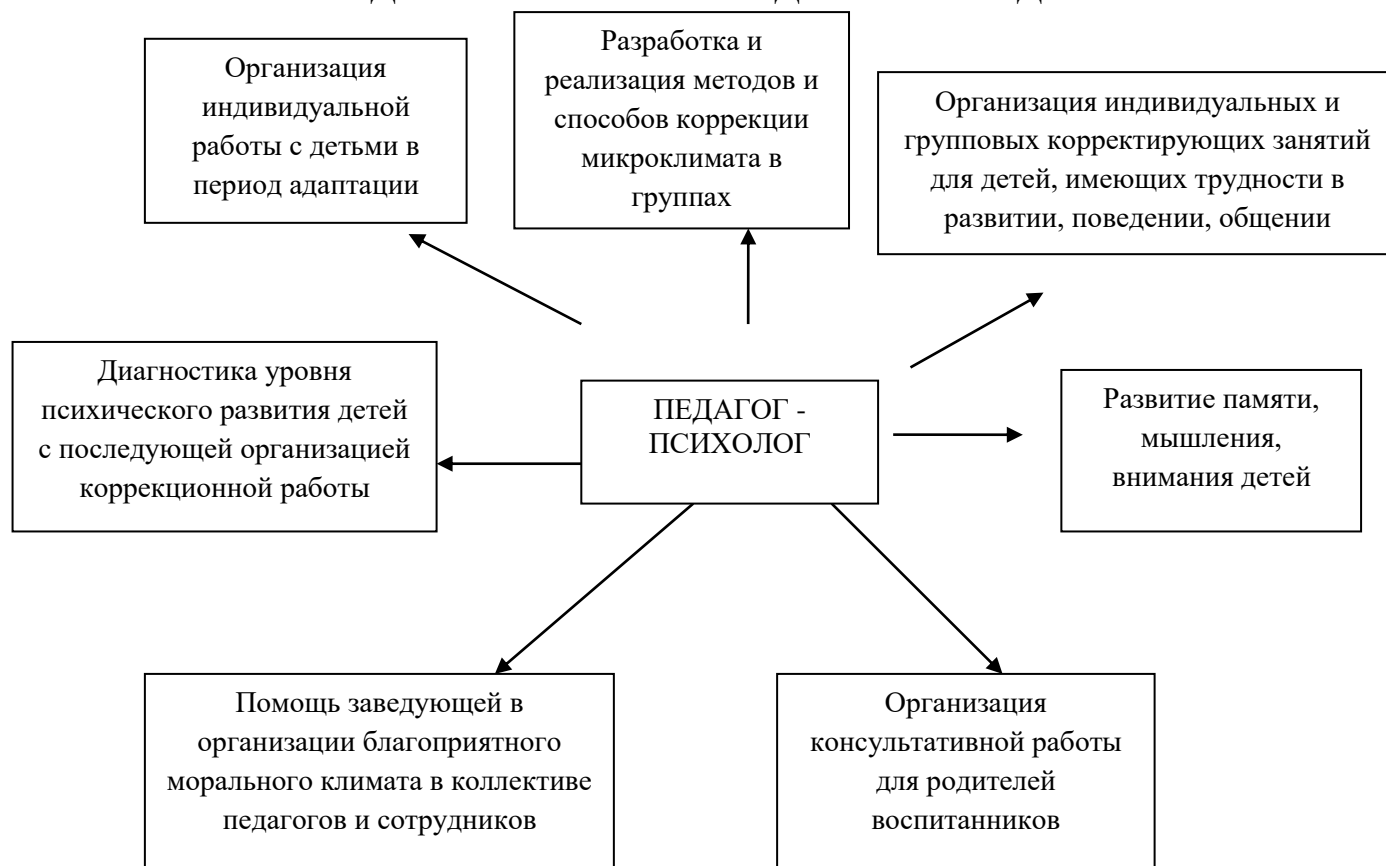 Организация
индивидуальной
работы с детьми в
период адаптации
Разработка и
реализация методов и
способов коррекции
микроклимата в
группах
Организация индивидуальных и
групповых корректирующих занятий
для детей, имеющих трудности в
развитии, поведении, общении
Диагностика уровня
психического развития детей
с последующей организацией
коррекционной работы
ПЕДАГОГ -
ПСИХОЛОГ
Развитие памяти,
мышления,
внимания детей
Помощь заведующей в
организации благоприятного
морального климата в коллективе
педагогов и сотрудников
Организация
консультативной работы
для родителей
воспитанников